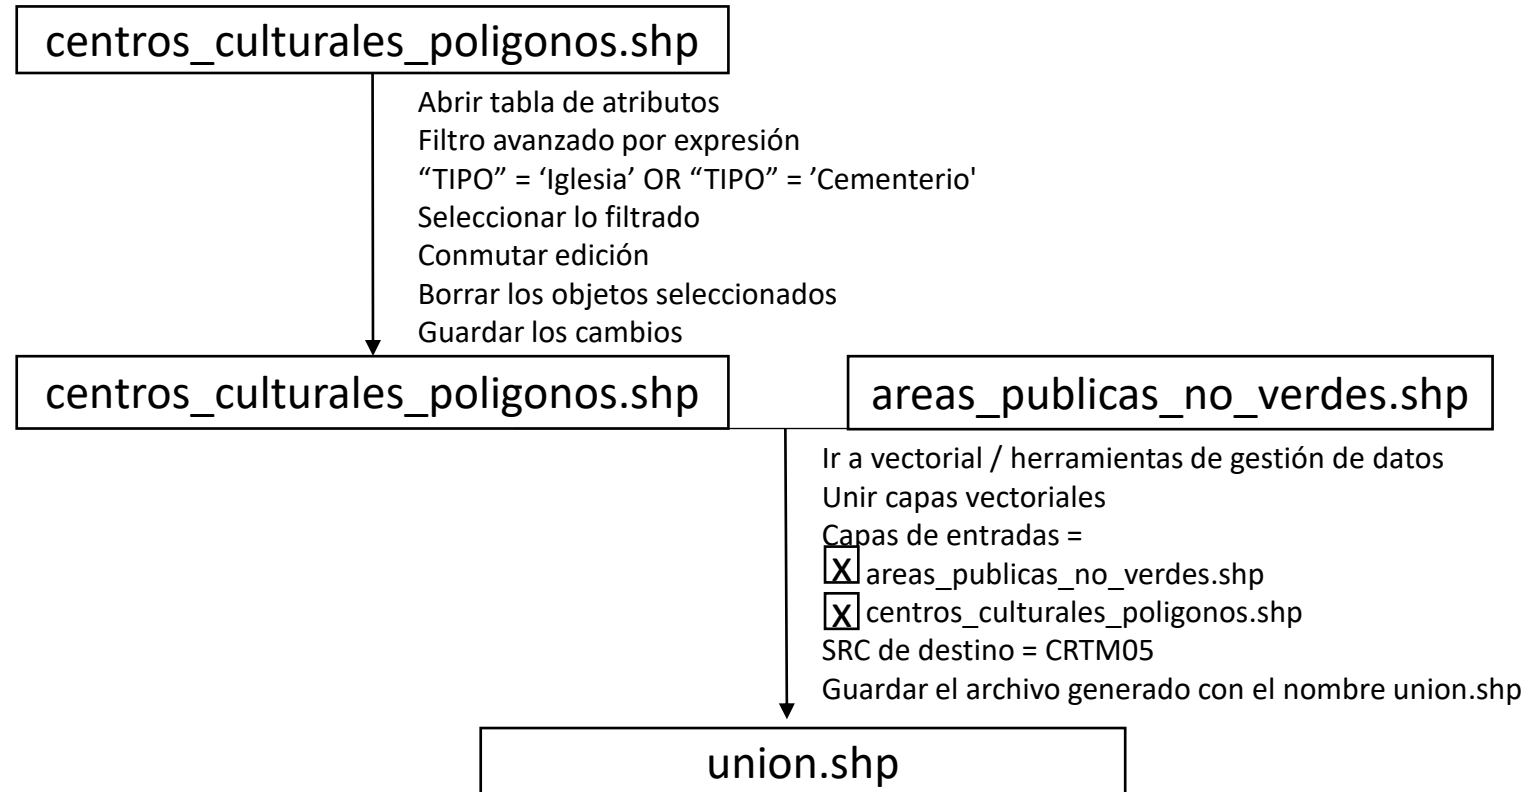 centros_culturales_poligonos.shp
Abrir tabla de atributos
Filtro avanzado por expresión
“TIPO” = ‘Iglesia’ OR “TIPO” = ’Cementerio'
Seleccionar lo filtrado
Conmutar edición
Borrar los objetos seleccionados
Guardar los cambios
centros_culturales_poligonos.shp
areas_publicas_no_verdes.shp
Ir a vectorial / herramientas de gestión de datos
Unir capas vectoriales
Capas de entradas =
X areas_publicas_no_verdes.shp
X centros_culturales_poligonos.shp
SRC de destino = CRTM05
Guardar el archivo generado con el nombre union.shp
union.shp